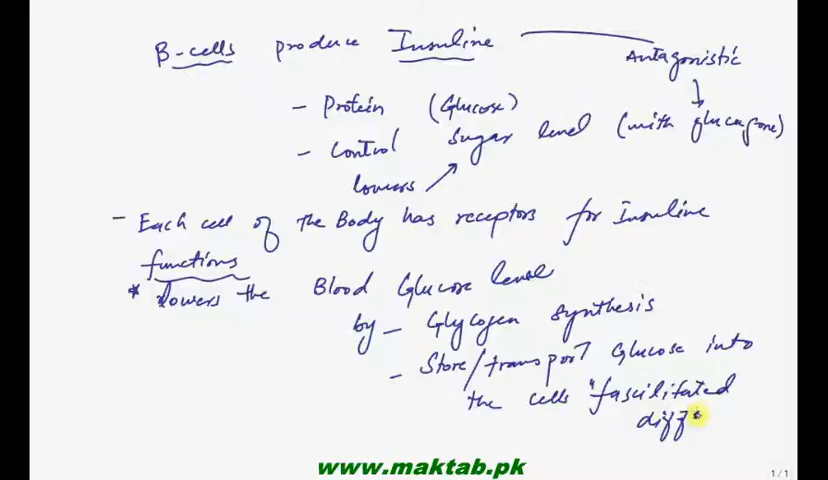 B-cells produce Insuline
Antagonistic
- Protein (Glucose)
- Control sugar level (with glucagone)
lowers
- Each cell of the Body has receptors for Insuline
functions
* lowers the Blood Glucose level
by - Glycogen synthesis
- Store/transport Glucose into
the cells "fascilitated
diff
www.maktab.pk
1/1